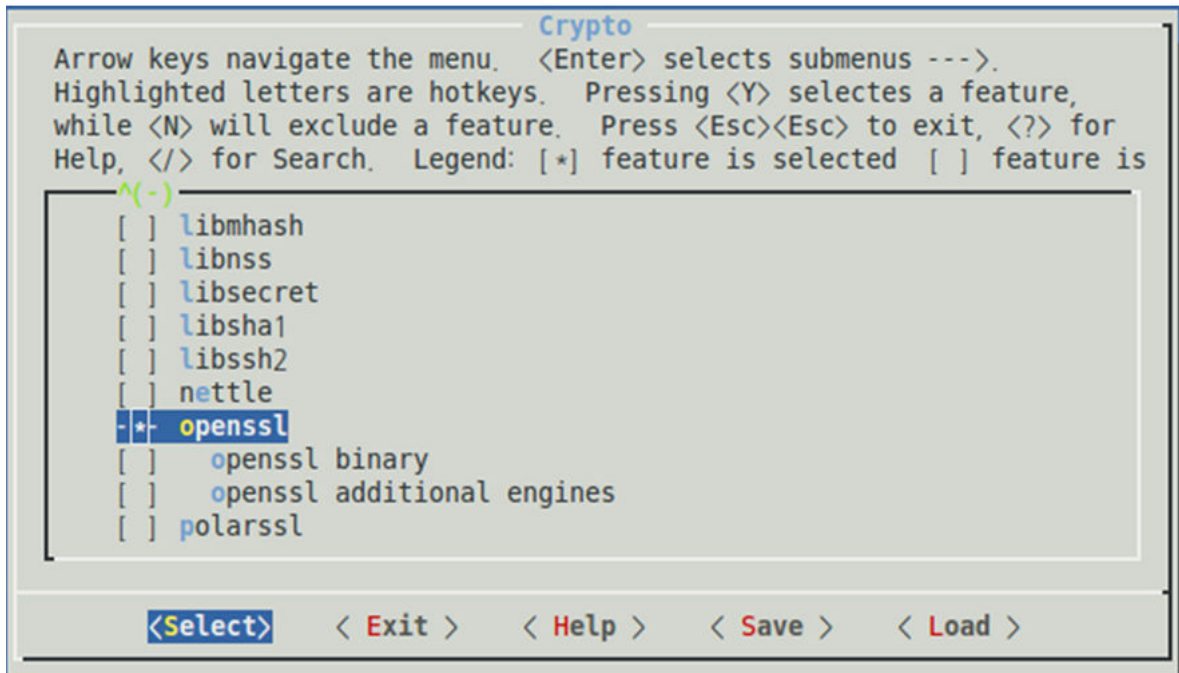 Crypto
Arrow keys navigate the menu.  <Enter> selects submenus --->.
Highlighted letters are hotkeys.  Pressing <Y> selectes a feature,
while <N> will exclude a feature.  Press <Esc><Esc> to exit, <?> for
Help, </> for Search.  Legend: [*] feature is selected  [ ] feature is
^(-)
[ ] libmhash
[ ] libnss
[ ] libsecret
[ ] libsha1
[ ] libssh2
[ ] nettle
-*- openssl
[ ]   openssl binary
[ ]   openssl additional engines
[ ] polarssl
<Select>    < Exit >    < Help >    < Save >    < Load >